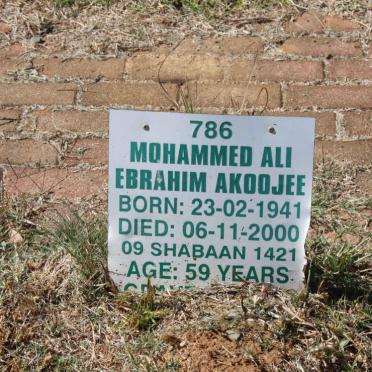 786
MOHAMMED ALI
EBRAHIM AKOOJEE
BORN: 23-02-1941
DIED: 06-11-2000
09 SHABAAN 1421
AGE: 59 YEARS